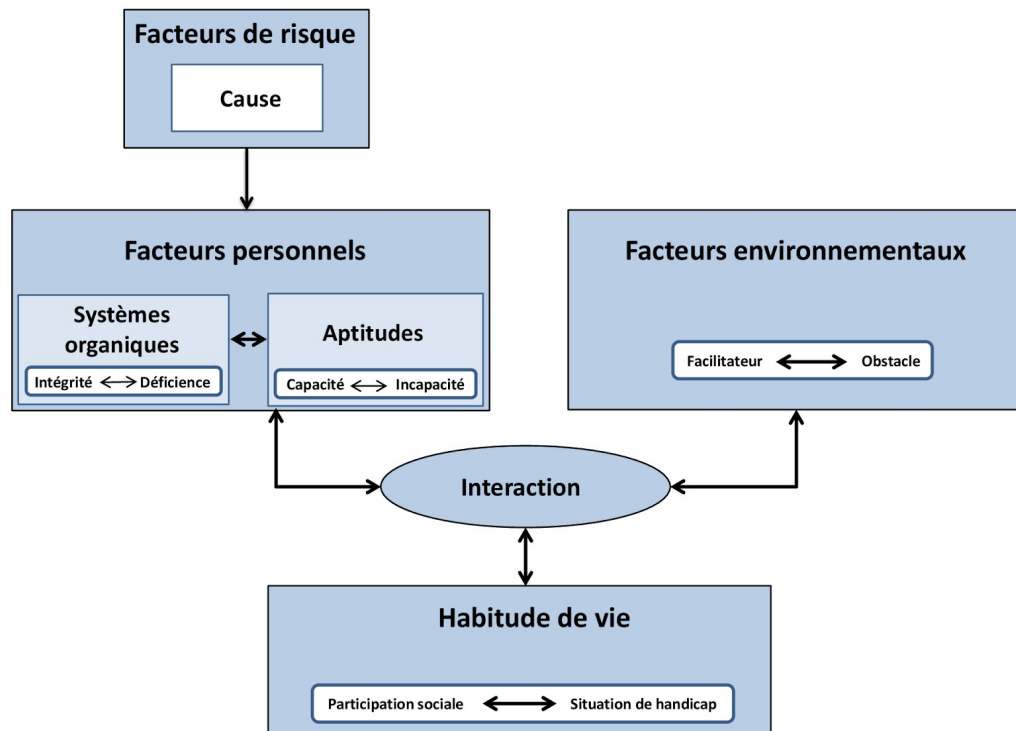 Facteurs de risque
Cause
Facteurs personnels
Systèmes
organiques
Intégrité Déficience
Aptitudes
Capacité Incapacité
Facteurs environnementaux
Facilitateur Obstacle
Interaction
Habitude de vie
Participation sociale Situation de handicap